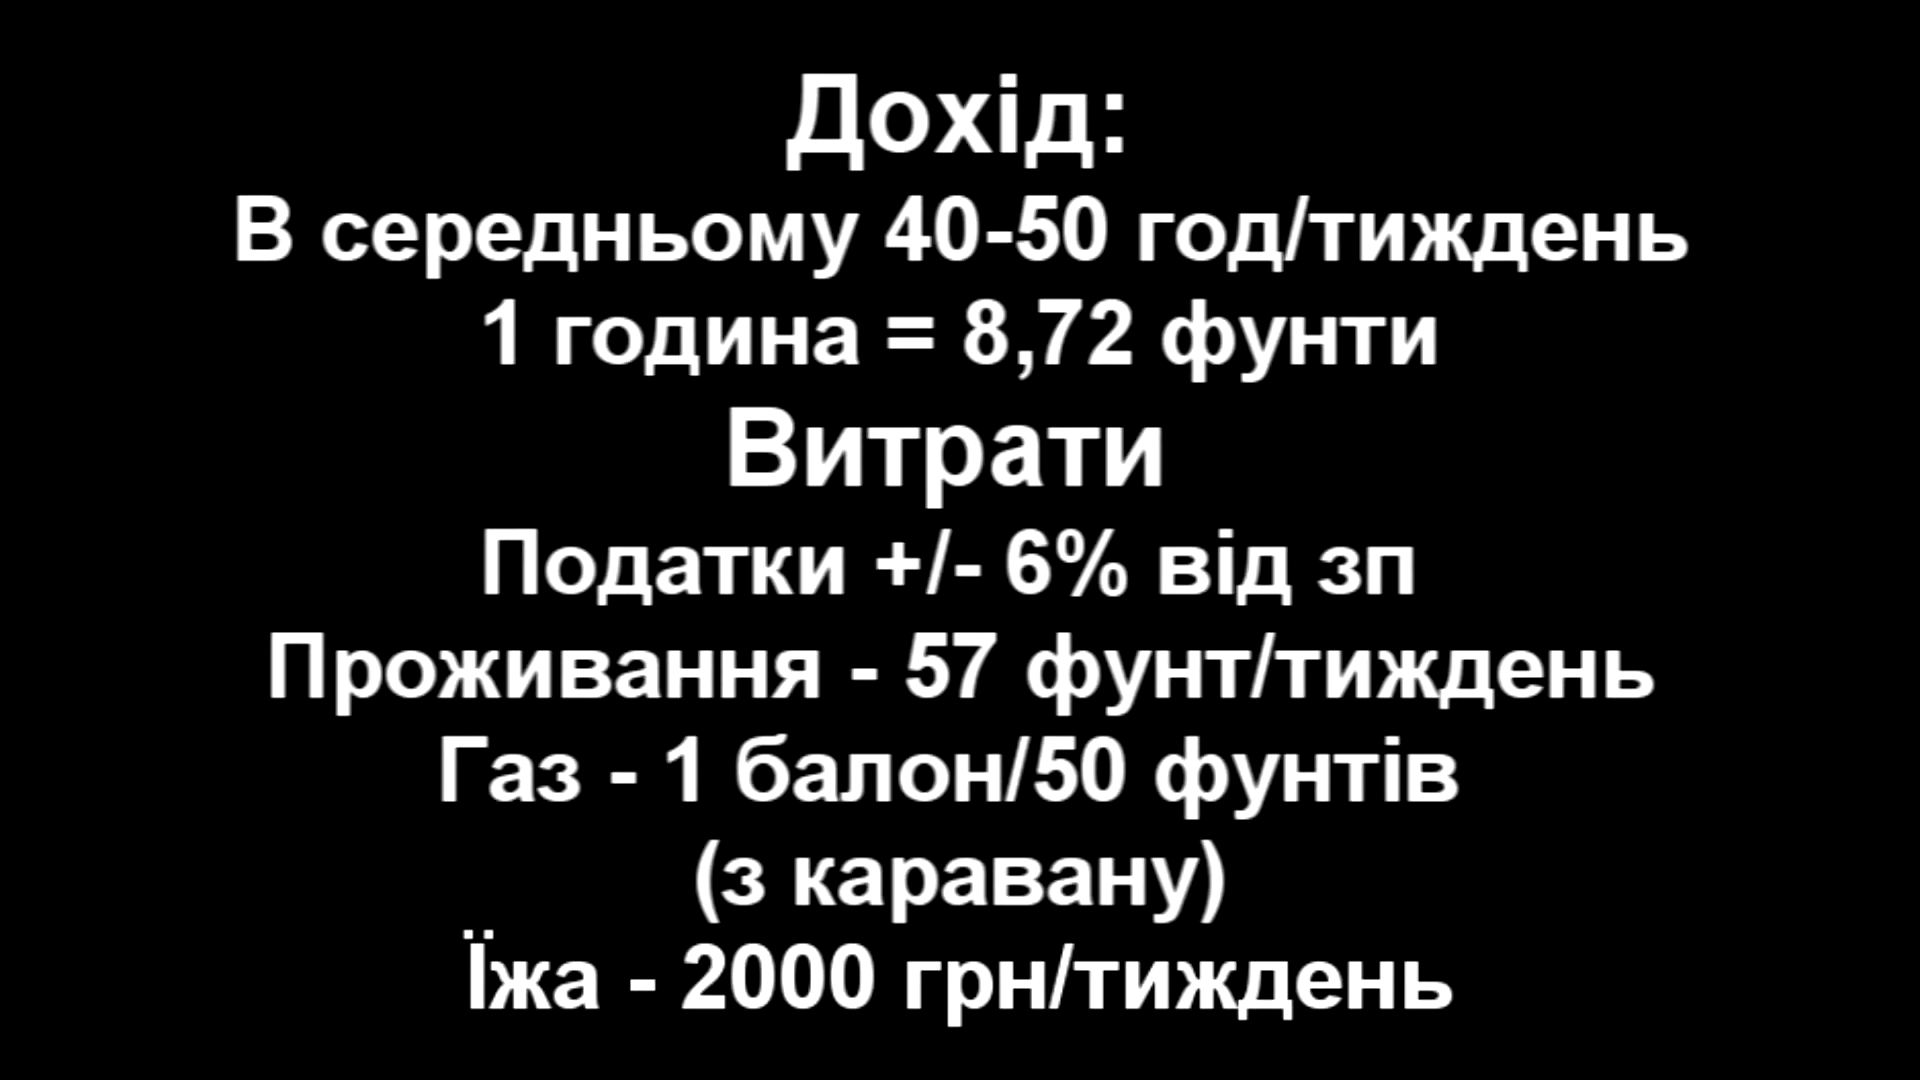 Дохід:
В середньому 40-50 год/тиждень
1 година = 8,72 фунти
Витрати
Податки +/- 6% від зп
Проживання - 57 фунт/тиждень
Газ - 1 балон/50 фунтів
(з каравану)
Їжа - 2000 грн/тиждень